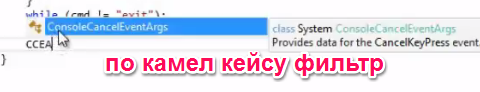 }
while (cmd != "exit");
ConsoleCancelEventArgs
class System ConsoleCancelEventArgs
Provides data for the CancelKeyPress event.
CCEA
}
по камел кейсу фильтр